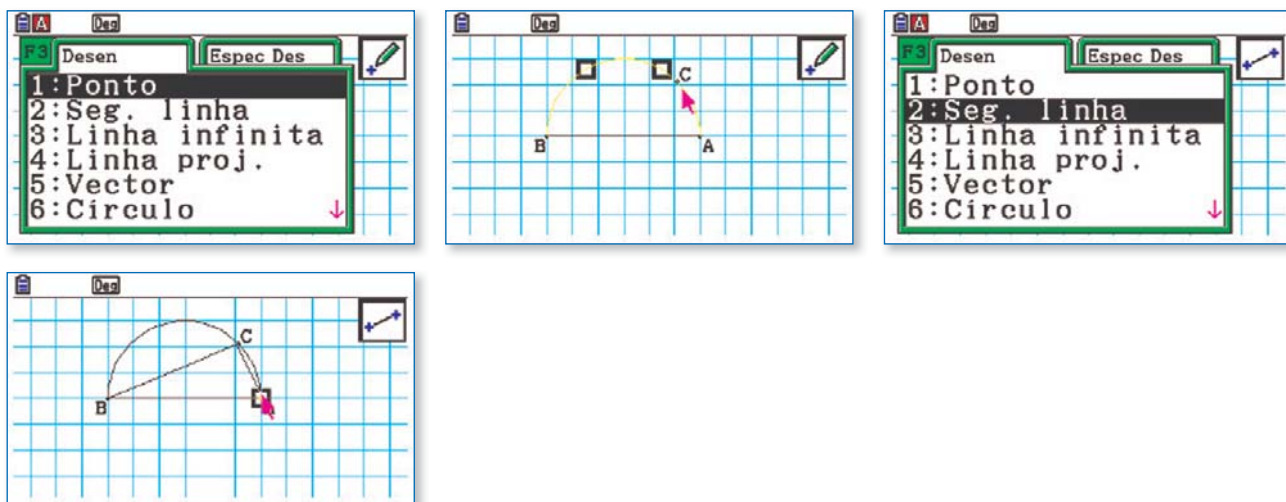 A Deg
F3 Desen Espec Des
1:Ponto
2:Seg. linha
3:Linha infinita
4:Linha proj.
5:Vector
6:Círculo
Deg
C
B A
A Deg
F3 Desen Espec Des
1:Ponto
2:Seg. linha
3:Linha infinita
4:Linha proj.
5:Vector
6:Círculo
Deg
C
B